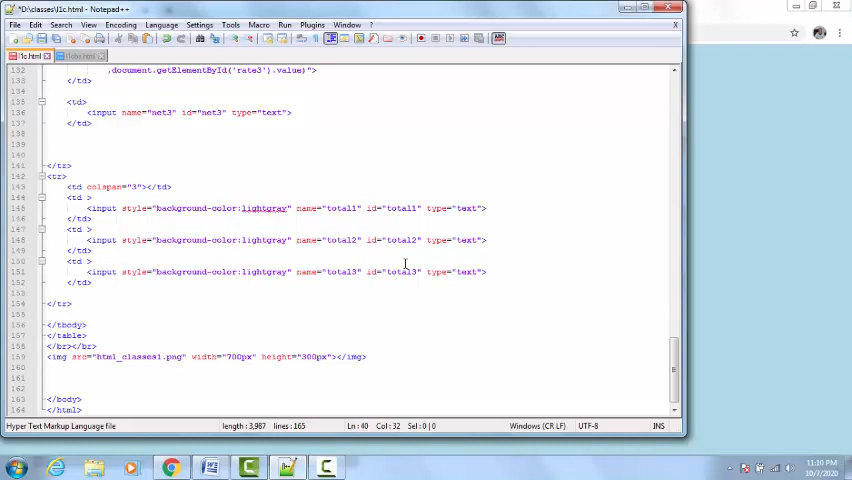 *D:\classes\l1c.html - Notepad++
File Edit Search View Encoding Language Settings Tools Macro Run Plugins Window ?
X
l1c.html
132 ,document.getElementById('rate3').value)">
133 </td>
134
135 <td>
136 <input name="net3" id="net3" type="text">
137 </td>
138
139
140
141 </tr>
142 <tr>
143 <td colspan="3"></td>
144 <td >
145 <input style="background-color:lightgray" name="total1" id="total1" type="text">
146 </td>
147 <td >
148 <input style="background-color:lightgray" name="total2" id="total2" type="text">
149 </td>
150 <td >
151 <input style="background-color:lightgray" name="total3" id="total3" type="text">
152 </td>
153
154 </tr>
155
156 </tbody>
157 </table>
158 </br></br>
159 <img src="html_classes1.png" width="700px" height="300px"></img>
160
161
162
163 </body>
164 </html>
Hyper Text Markup Language file length : 3,987 lines : 165 Ln : 40 Col : 32 Sel : 0 | 0 Windows (CR LF) UTF-8 INS
11:10 PM
10/7/2020